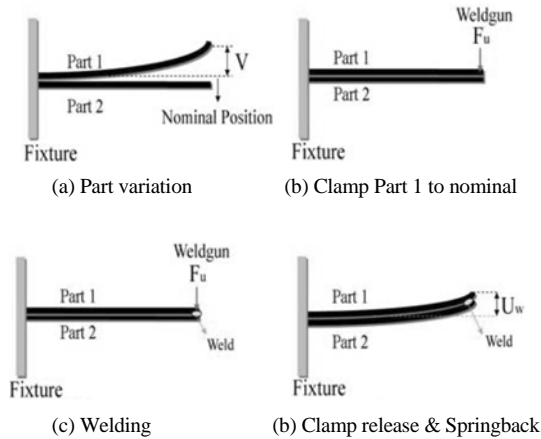 Part 1
V
Part 2
Nominal Position
Fixture
(a) Part variation
Weldgun
Fu
Part 1
Part 2
Fixture
(b) Clamp Part 1 to nominal
Weldgun
Fu
Part 1
Part 2
Weld
Fixture
(c) Welding
Part 1
Uw
Part 2
Weld
Fixture
(b) Clamp release & Springback